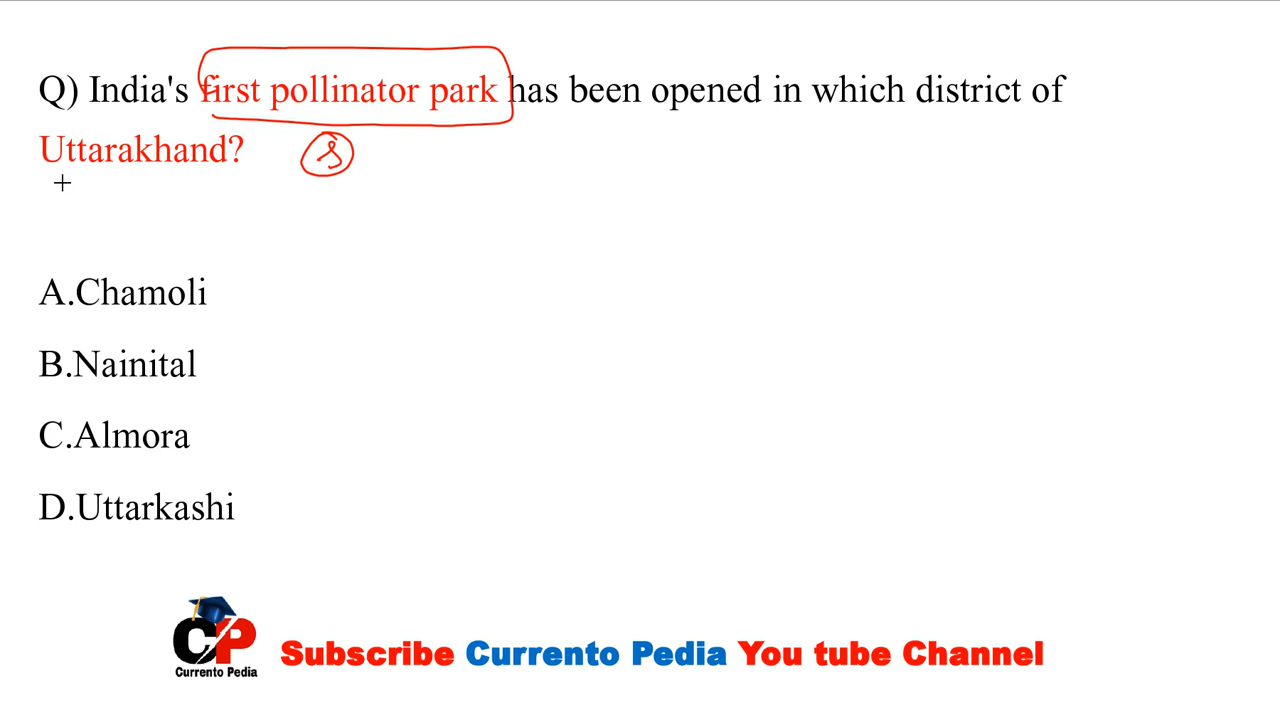 Q) India's first pollinator park has been opened in which district of
Uttarakhand?
A.Chamoli
B.Nainital
C.Almora
D.Uttarkashi
CP
Currento Pedia
Subscribe Currento Pedia You tube Channel